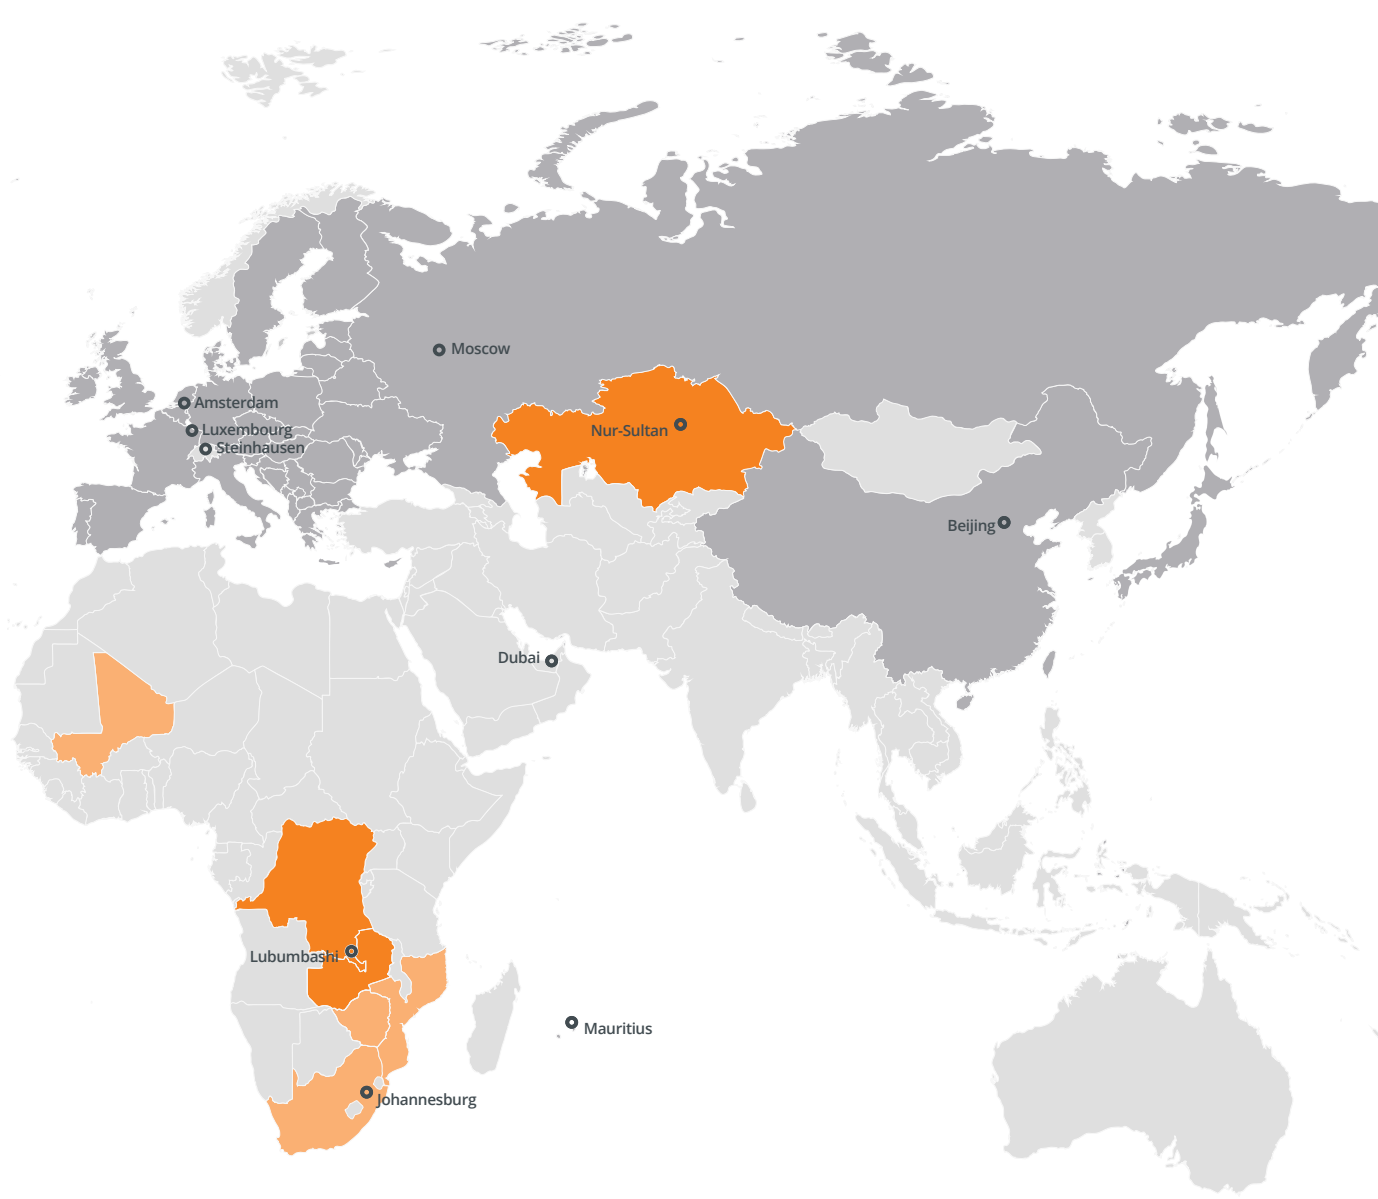 Moscow
Amsterdam
Luxembourg
Nur-Sultan
Steinhausen
Beijing
Dubai
Lubumbashi
Mauritius
Johannesburg